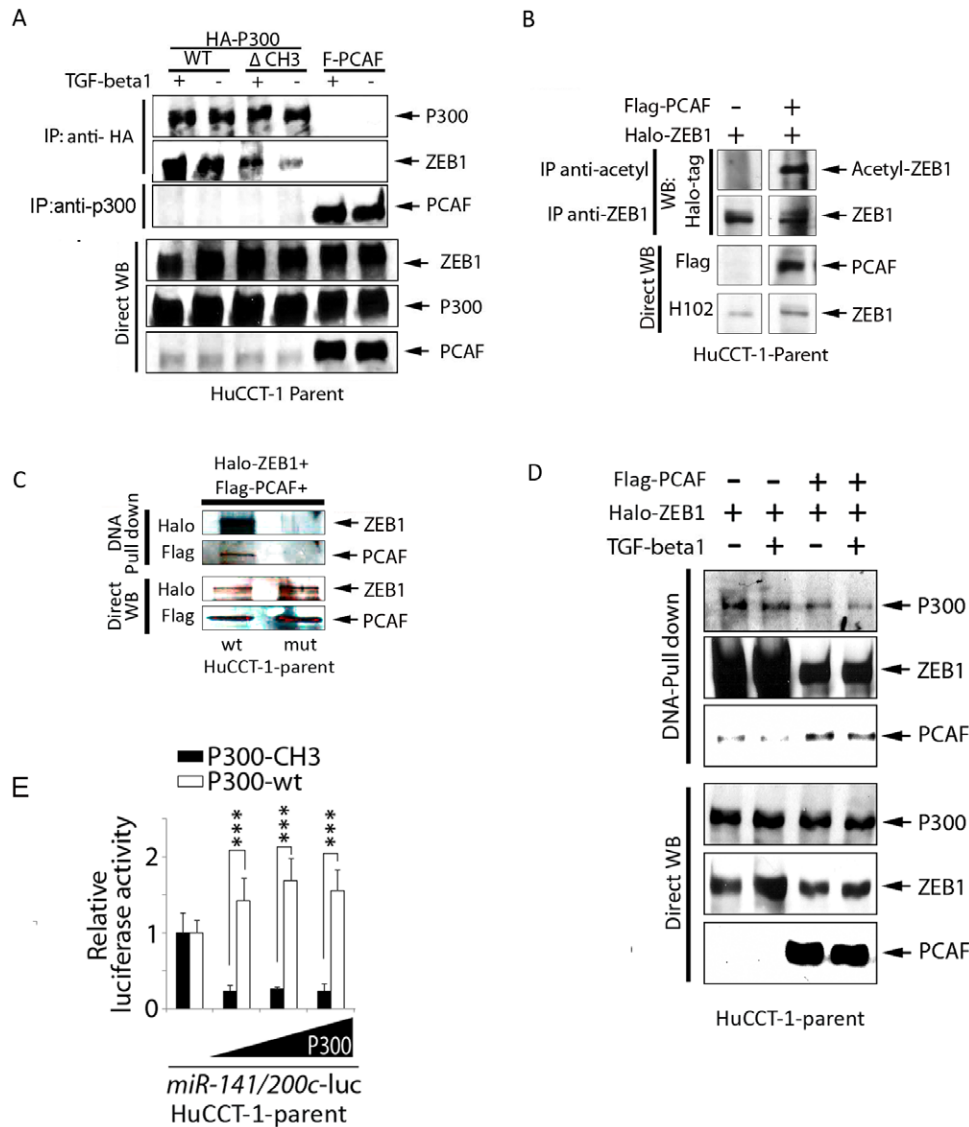 A
HA-P300
WT Δ CH3 F-PCAF
TGF-beta1 + - + - + -
IP: anti- HA
P300
ZEB1
IP:anti-p300
PCAF
Direct WB
ZEB1
P300
PCAF
HuCCT-1 Parent
B
Flag-PCAF - +
Halo-ZEB1 + +
IP anti-acetyl
WB: Halo-tag
Acetyl-ZEB1
IP anti-ZEB1
ZEB1
Direct WB
Flag
PCAF
H102
ZEB1
HuCCT-1-Parent
C
Halo-ZEB1+
Flag-PCAF+
DNA
Pull down
Halo
ZEB1
Flag
PCAF
Direct
WB
Halo
ZEB1
Flag
PCAF
wt mut
HuCCT-1-parent
D
Flag-PCAF - - + +
Halo-ZEB1 + + + +
TGF-beta1 - + - +
DNA-Pull down
P300
ZEB1
PCAF
Direct WB
P300
ZEB1
PCAF
HuCCT-1-parent
E
P300-CH3
P300-wt
Relative
luciferase activity
2
1
0
*** *** ***
P300
miR-141/200c-luc
HuCCT-1-parent